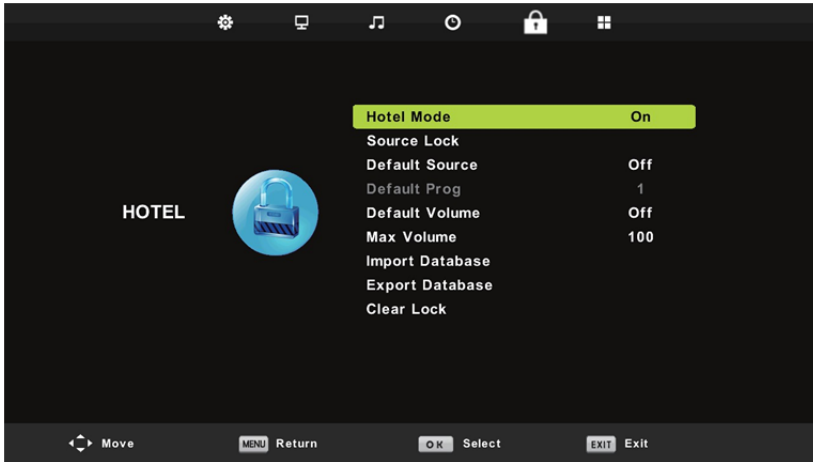 Hotel Mode On
Source Lock
Default Source Off
Default Prog 1
HOTEL
Default Volume Off
Max Volume 100
Import Database
Export Database
Clear Lock
Move MENU Return OK Select EXIT Exit